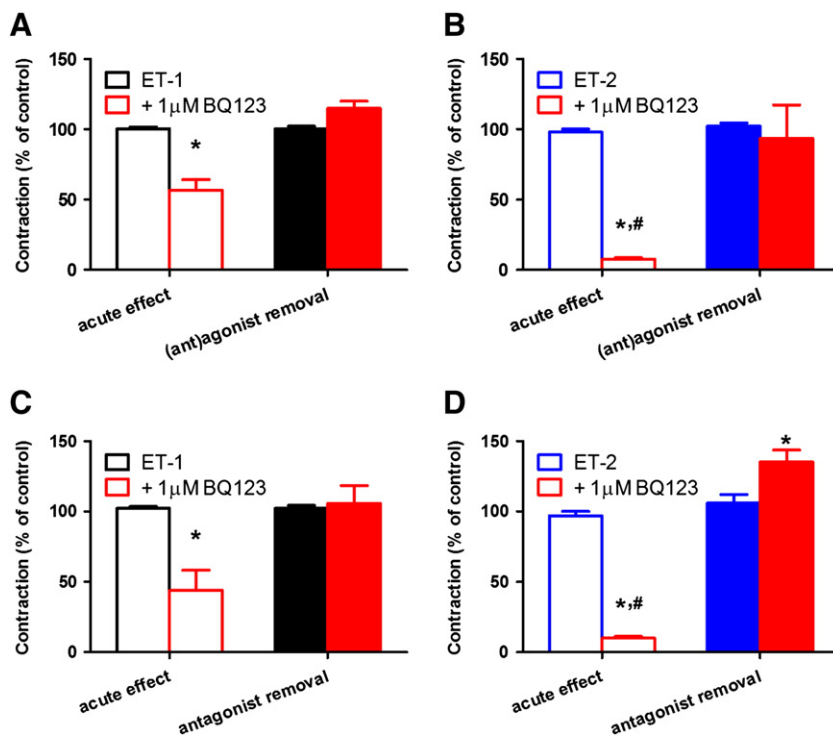 A
Contraction (% of control)
150
100
50
0
ET-1
+ 1μM BQ123
*
acute effect
(ant)agonist removal
B
Contraction (% of control)
150
100
50
0
ET-2
+ 1μM BQ123
*,#
acute effect
(ant)agonist removal
C
Contraction (% of control)
150
100
50
0
ET-1
+ 1μM BQ123
*
acute effect
antagonist removal
D
Contraction (% of control)
150
100
50
0
ET-2
+ 1μM BQ123
*
*,#
acute effect
antagonist removal